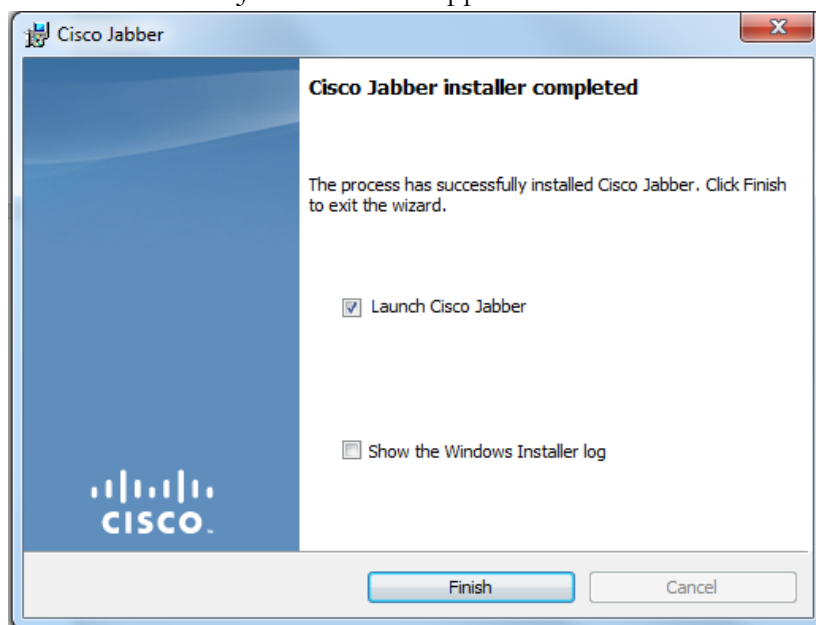 Cisco Jabber
Cisco Jabber installer completed
The process has successfully installed Cisco Jabber. Click Finish
to exit the wizard.
Launch Cisco Jabber
Show the Windows Installer log
CISCO.
Finish
Cancel